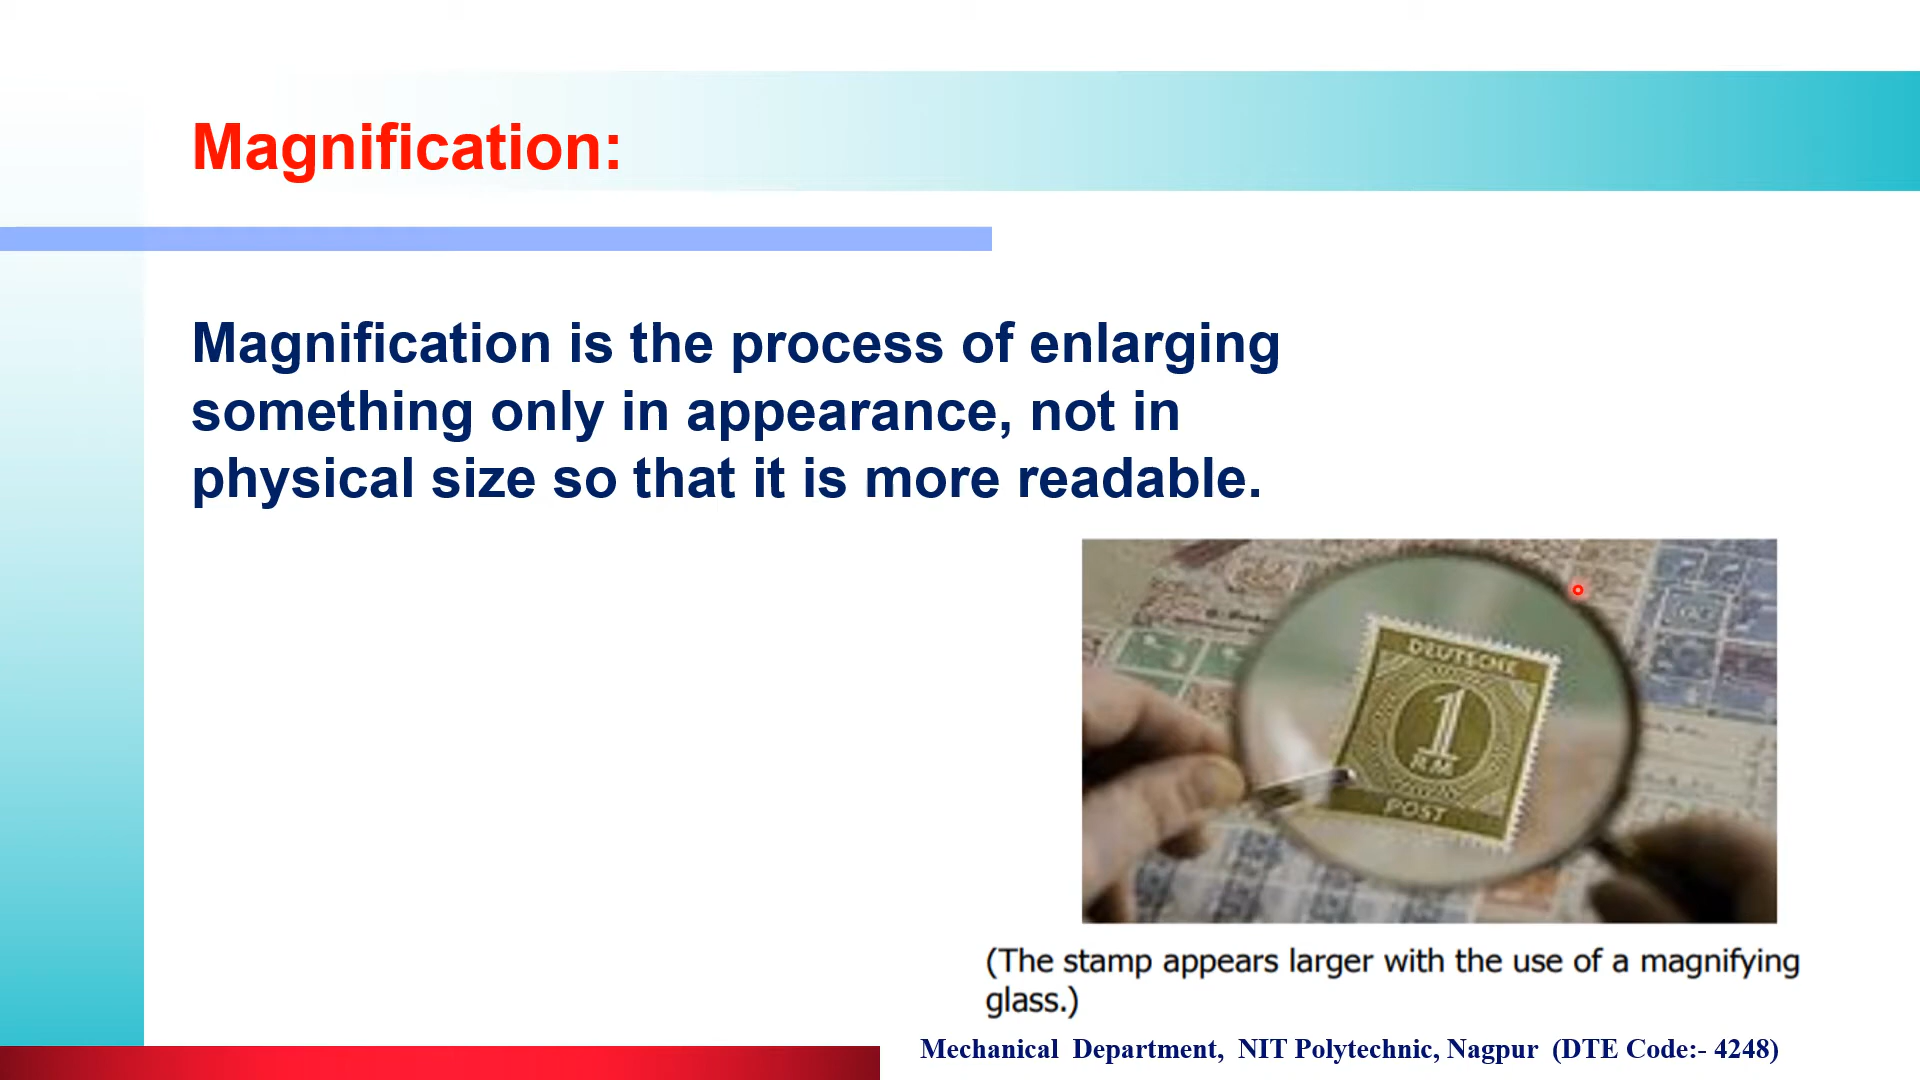 Magnification:
Magnification is the process of enlarging
something only in appearance, not in
physical size so that it is more readable.
DEUTSCHE
1
RM
POST
(The stamp appears larger with the use of a magnifying
glass.)
Mechanical Department, NIT Polytechnic, Nagpur (DTE Code:- 4248)